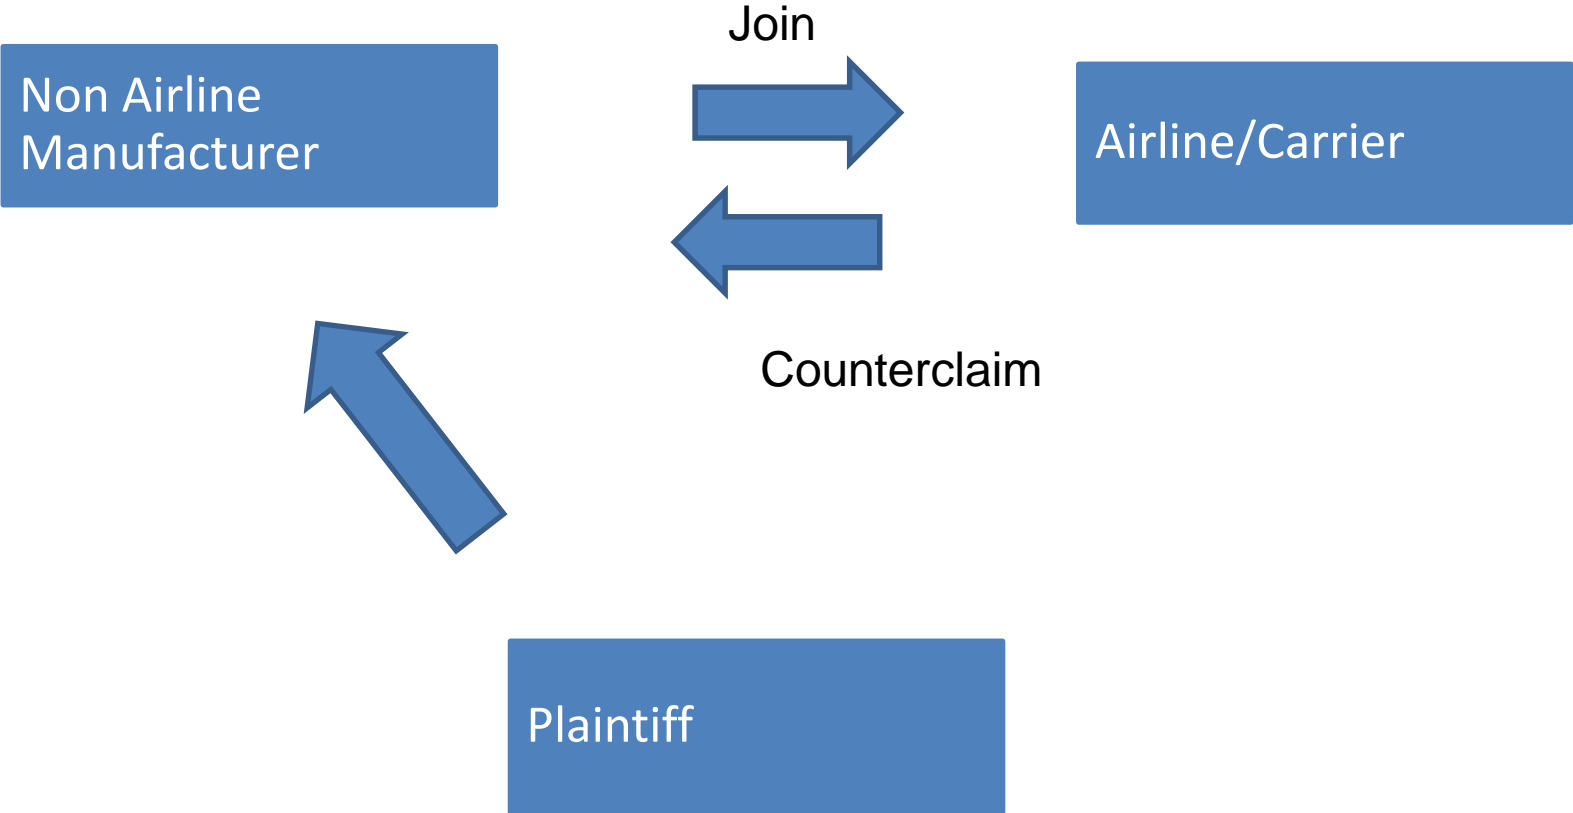 Join
Non Airline
Manufacturer
Airline/Carrier
Counterclaim
Plaintiff